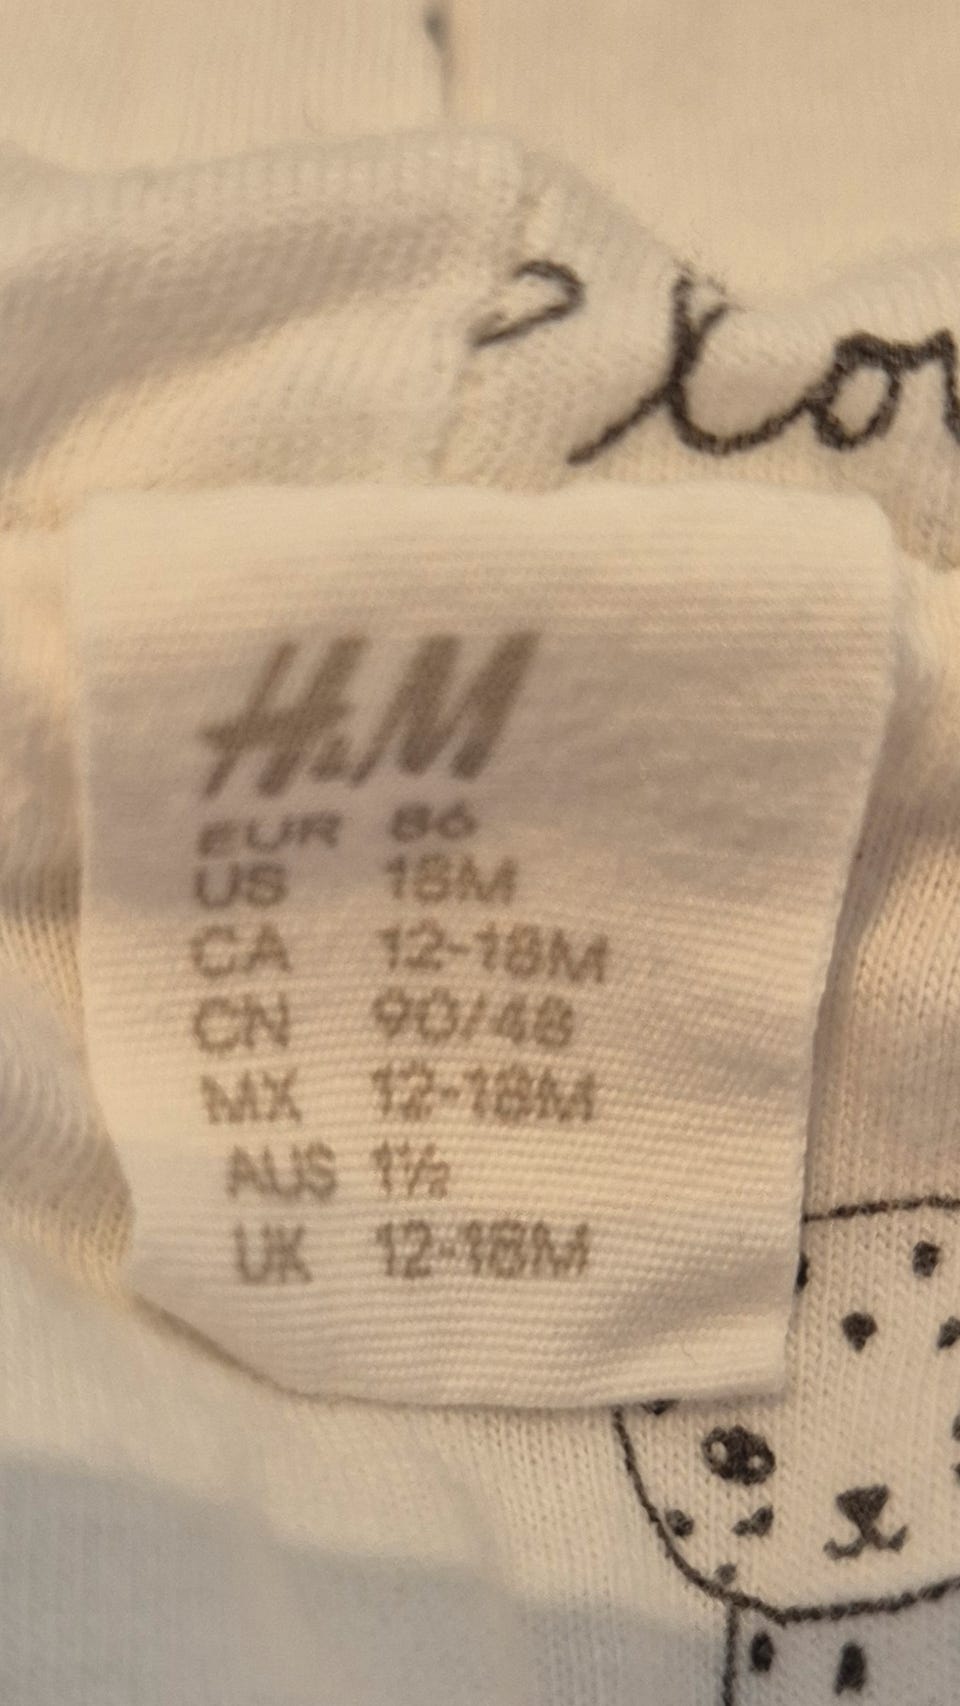 lov
H&M
EUR 86
US 18M
CA 12-18M
CN 90/48
MX 12-18M
AUS 1½
UK 12-18M